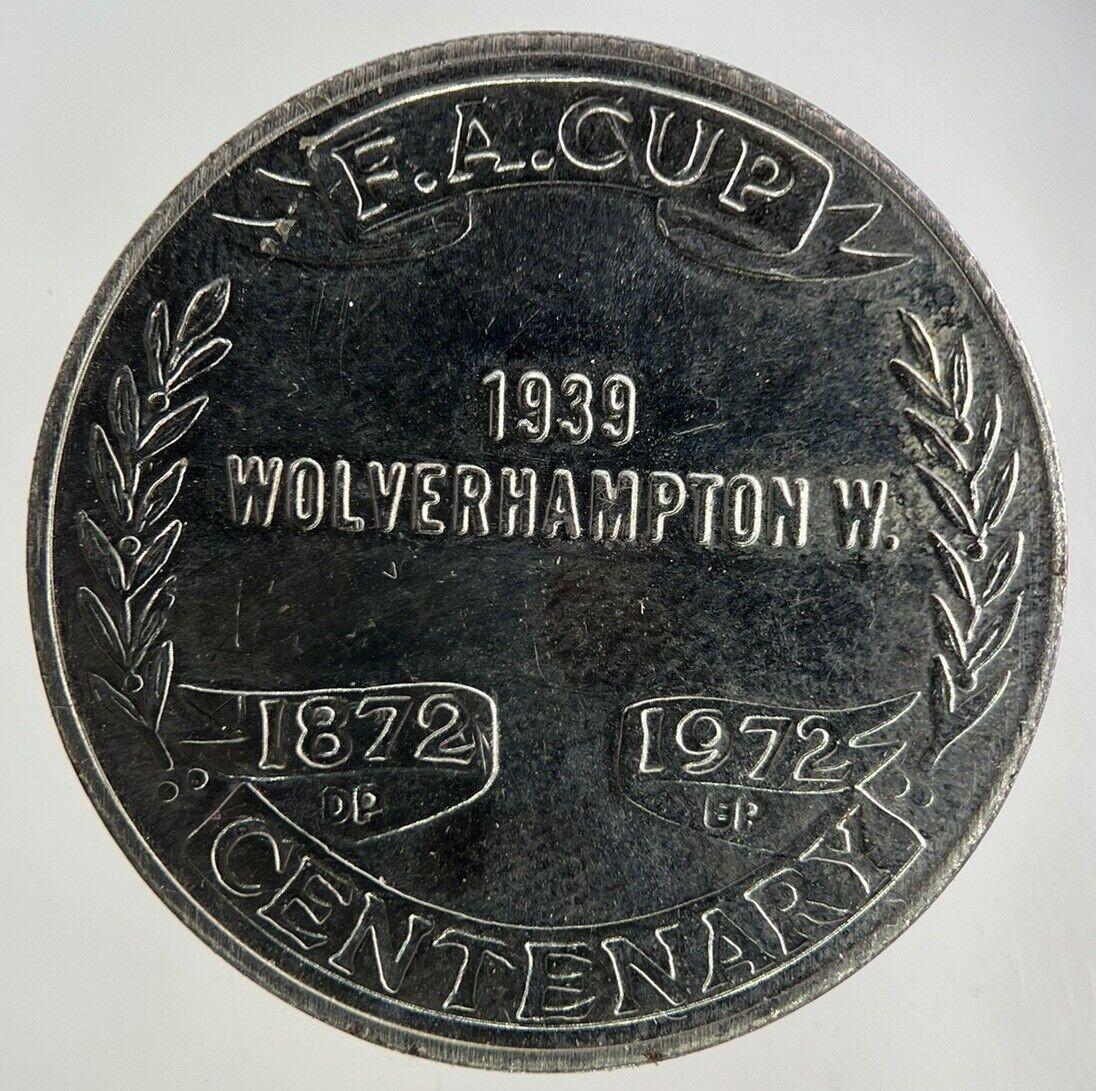 F.A.CUP
1939
WOLVERHAMPTON W.
1872
1972
DP
EP
CENTENARY